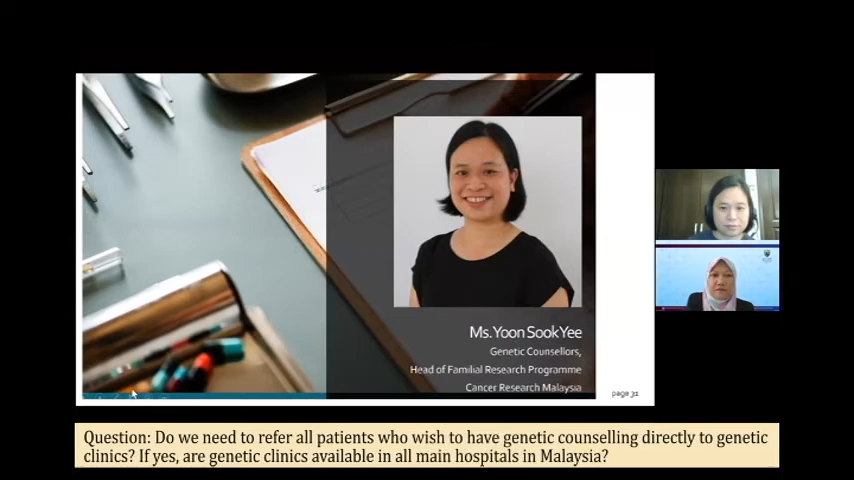 Ms. Yoon Sook Yee
Genetic Counsellors,
Head of Familial Research Programme
Cancer Research Malaysia
page 31
Question: Do we need to refer all patients who wish to have genetic counselling directly to genetic
clinics? If yes, are genetic clinics available in all main hospitals in Malaysia?